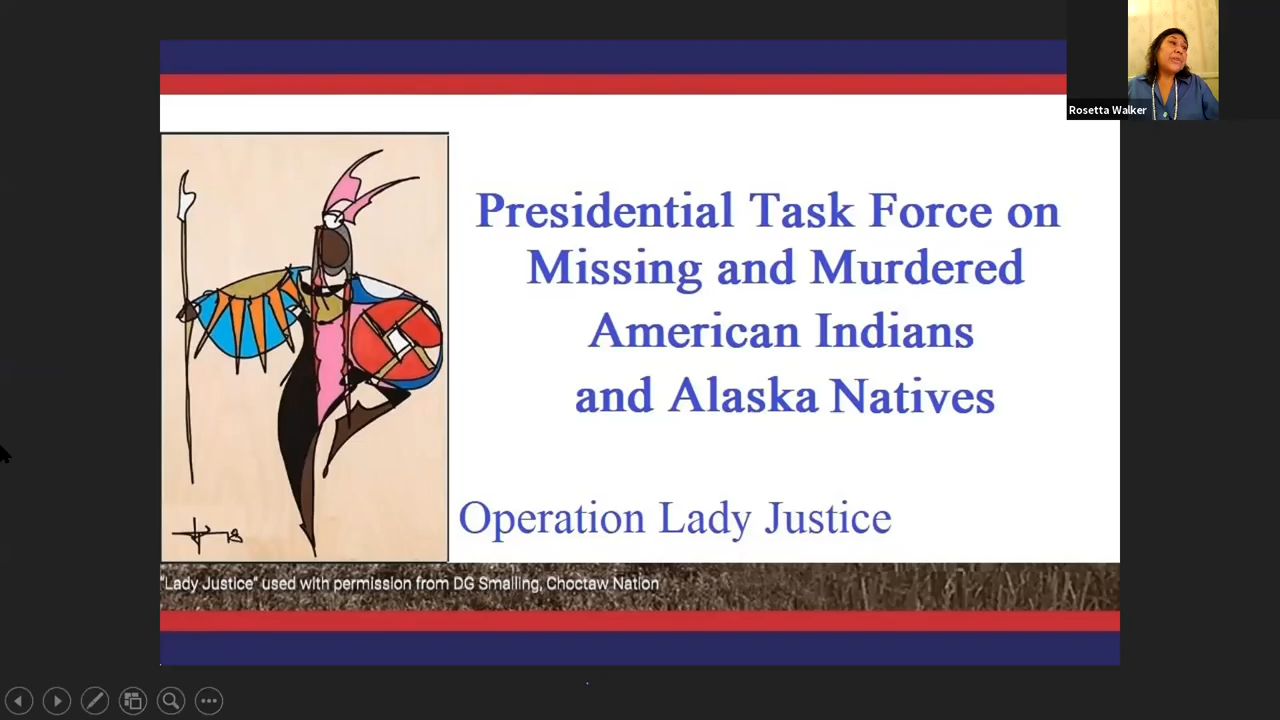 Rosetta Walker
Presidential Task Force on
Missing and Murdered
American Indians
and Alaska Natives
Operation Lady Justice
"Lady Justice" used with permission from DG Smalling, Choctaw Nation